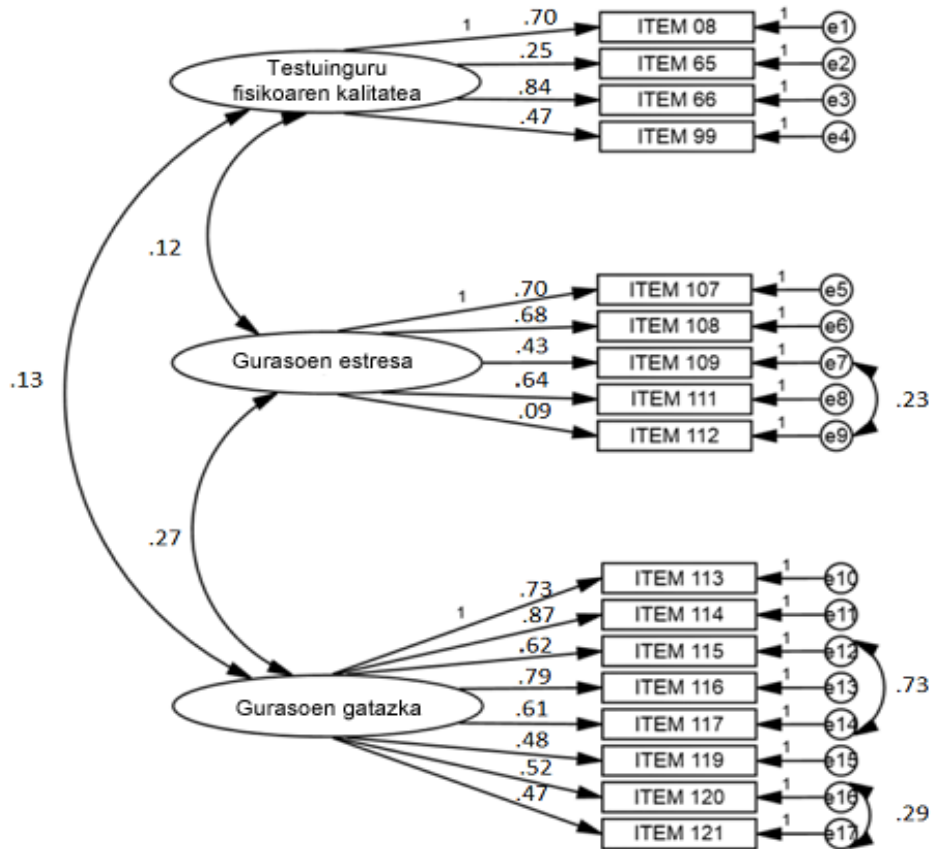 1
.70
ITEM 08
1
e1
.25
ITEM 65
1
e2
Testuinguru
fisikoaren kalitatea
.84
ITEM 66
1
e3
.47
ITEM 99
1
e4
.12
1
.70
ITEM 107
1
e5
.68
ITEM 108
1
e6
Gurasoen estresa
.43
ITEM 109
1
e7
.64
ITEM 111
1
e8
.23
.09
ITEM 112
1
e9
.13
.27
1
.73
ITEM 113
1
e10
.87
ITEM 114
1
e11
.62
ITEM 115
1
e12
Gurasoen gatazka
.79
ITEM 116
1
e13
.73
.61
ITEM 117
1
e14
.48
ITEM 119
1
e15
.52
ITEM 120
1
e16
.29
.47
ITEM 121
1
e17